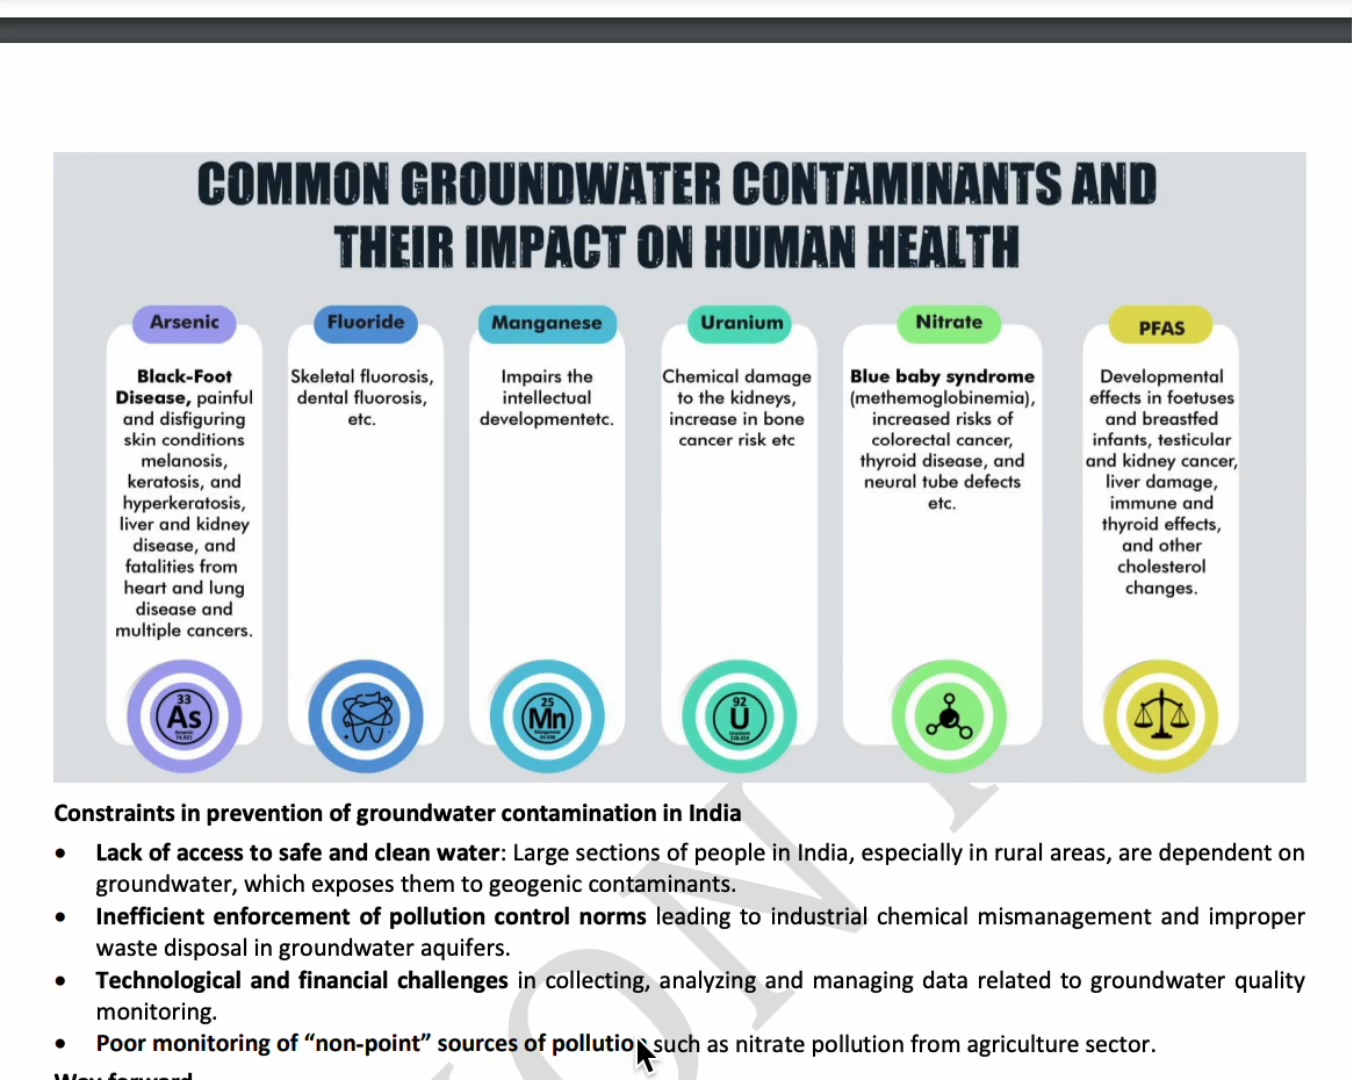 COMMON GROUNDWATER CONTAMINANTS AND
THEIR IMPACT ON HUMAN HEALTH
Arsenic
Black-Foot
Disease, painful
and disfiguring
skin conditions
melanosis,
keratosis, and
hyperkeratosis,
liver and kidney
disease, and
fatalities from
heart and lung
disease and
multiple cancers.
33
As
Fluoride
Skeletal fluorosis,
dental fluorosis,
etc.
Manganese
Impairs the
intellectual
developmentetc.
25
Mn
Uranium
Chemical damage
to the kidneys,
increase in bone
cancer risk etc
92
U
Nitrate
Blue baby syndrome
(methemoglobinemia),
increased risks of
colorectal cancer,
thyroid disease, and
neural tube defects
etc.
PFAS
Developmental
effects in foetuses
and breastfed
infants, testicular
and kidney cancer,
liver damage,
immune and
thyroid effects,
and other
cholesterol
changes.
Constraints in prevention of groundwater contamination in India
• Lack of access to safe and clean water: Large sections of people in India, especially in rural areas, are dependent on
groundwater, which exposes them to geogenic contaminants.
• Inefficient enforcement of pollution control norms leading to industrial chemical mismanagement and improper
waste disposal in groundwater aquifers.
• Technological and financial challenges in collecting, analyzing and managing data related to groundwater quality
monitoring.
• Poor monitoring of “non-point” sources of pollution such as nitrate pollution from agriculture sector.
Way forward